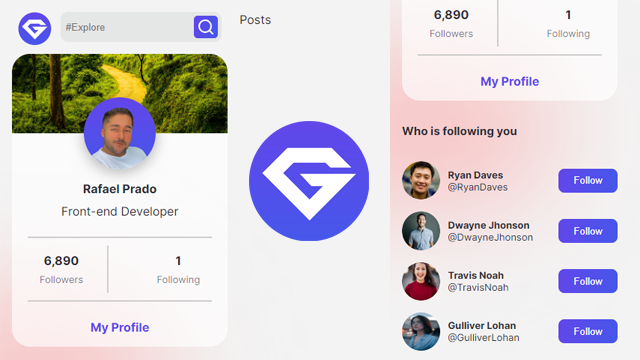 #Explore
Posts
Rafael Prado
Front-end Developer
6,890
Followers
1
Following
My Profile
6,890
Followers
1
Following
My Profile
Who is following you
Ryan Daves
@RyanDaves
Follow
Dwayne Jhonson
@DwayneJhonson
Follow
Travis Noah
@TravisNoah
Follow
Gulliver Lohan
@GulliverLohan
Follow